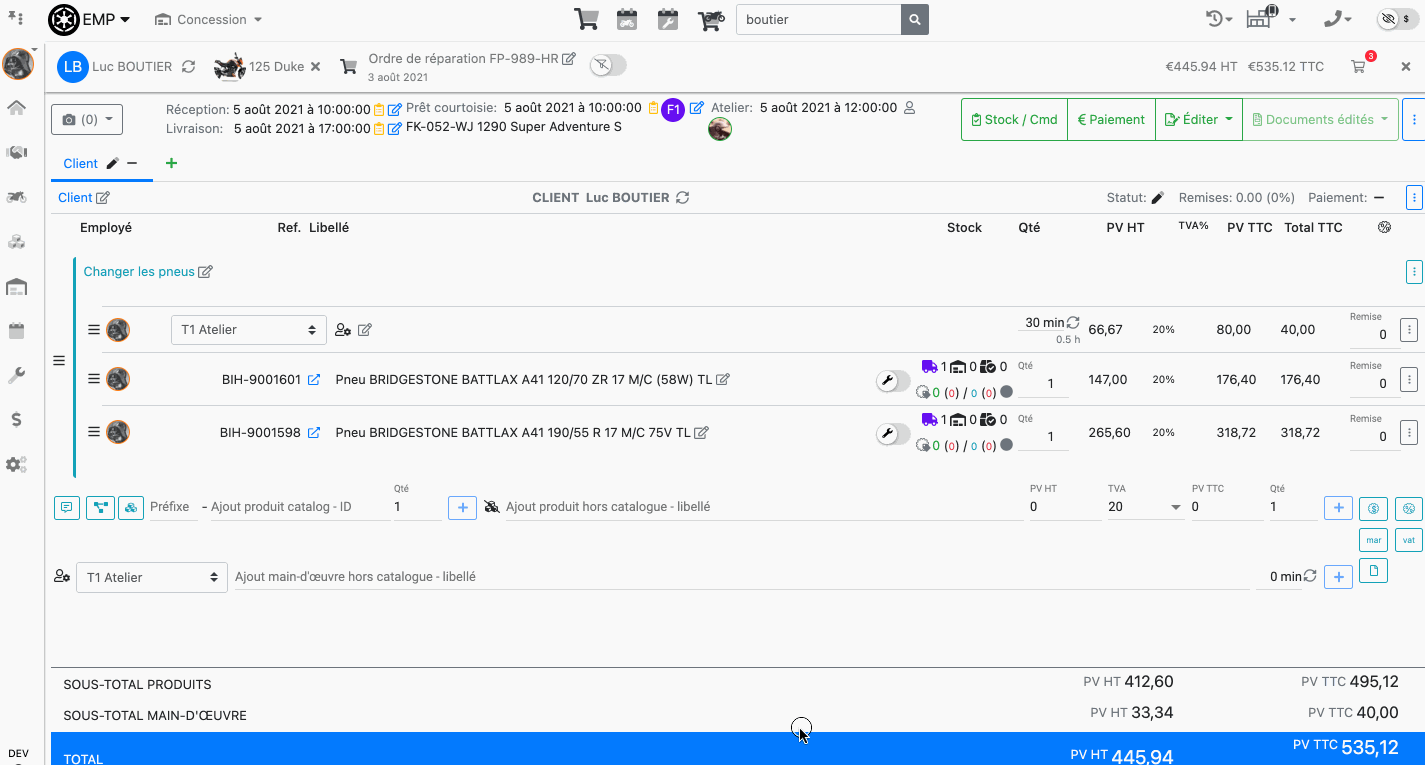 EMP
Concession
boutier
$
LB Luc BOUTIER
125 Duke
Ordre de réparation FP-989-HR
3 août 2021
€445.94 HT €535.12 TTC
3
(0)
Réception: 5 août 2021 à 10:00:00
Prêt courtoisie: 5 août 2021 à 10:00:00 F1
Atelier: 5 août 2021 à 12:00:00
Livraison: 5 août 2021 à 17:00:00
FK-052-WJ 1290 Super Adventure S
Stock / Cmd
€ Paiement
Éditer
Documents édités
Client
Client
CLIENT Luc BOUTIER
Statut: Remises: 0.00 (0%) Paiement:
Employé Ref. Libellé Stock Qté PV HT TVA% PV TTC Total TTC
Changer les pneus
T1 Atelier 30 min 66,67 20% 80,00 40,00 Remise 0
0.5 h
BIH-9001601 Pneu BRIDGESTONE BATTLAX A41 120/70 ZR 17 M/C (58W) TL 1 0 0 Qté 1 147,00 20% 176,40 176,40 Remise 0
0 (0) / 0 (0)
BIH-9001598 Pneu BRIDGESTONE BATTLAX A41 190/55 R 17 M/C 75V TL 1 0 0 Qté 1 265,60 20% 318,72 318,72 Remise 0
0 (0) / 0 (0)
Qté PV HT TVA PV TTC Qté
Préfixe - Ajout produit catalog - ID 1 + Ajout produit hors catalogue - libellé 0 20 0 1 +
mar vat
T1 Atelier Ajout main-d'œuvre hors catalogue - libellé 0 min +
SOUS-TOTAL PRODUITS PV HT 412,60 PV TTC 495,12
SOUS-TOTAL MAIN-D'ŒUVRE PV HT 33,34 PV TTC 40,00
DEV
TOTAL PV HT 445,94 PV TTC 535,12